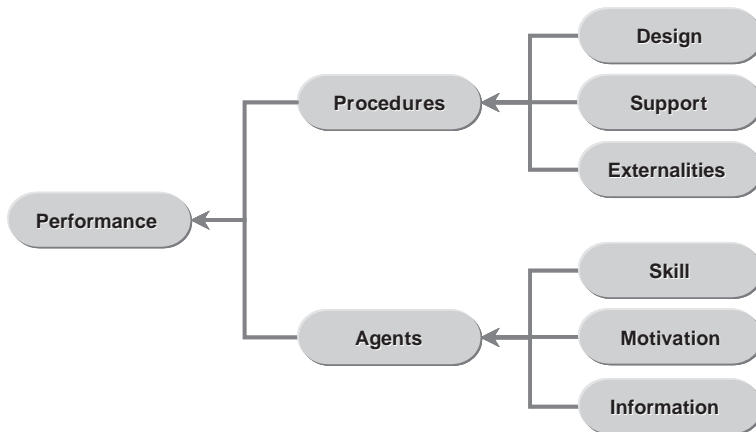 Design
Procedures
Support
Externalities
Performance
Skill
Agents
Motivation
Information